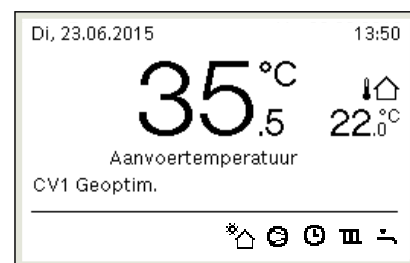 Di, 23.06.2015 13:50
35.5 °C
22.0 °C
Aanvoertemperatuur
CV1 Geoptim.